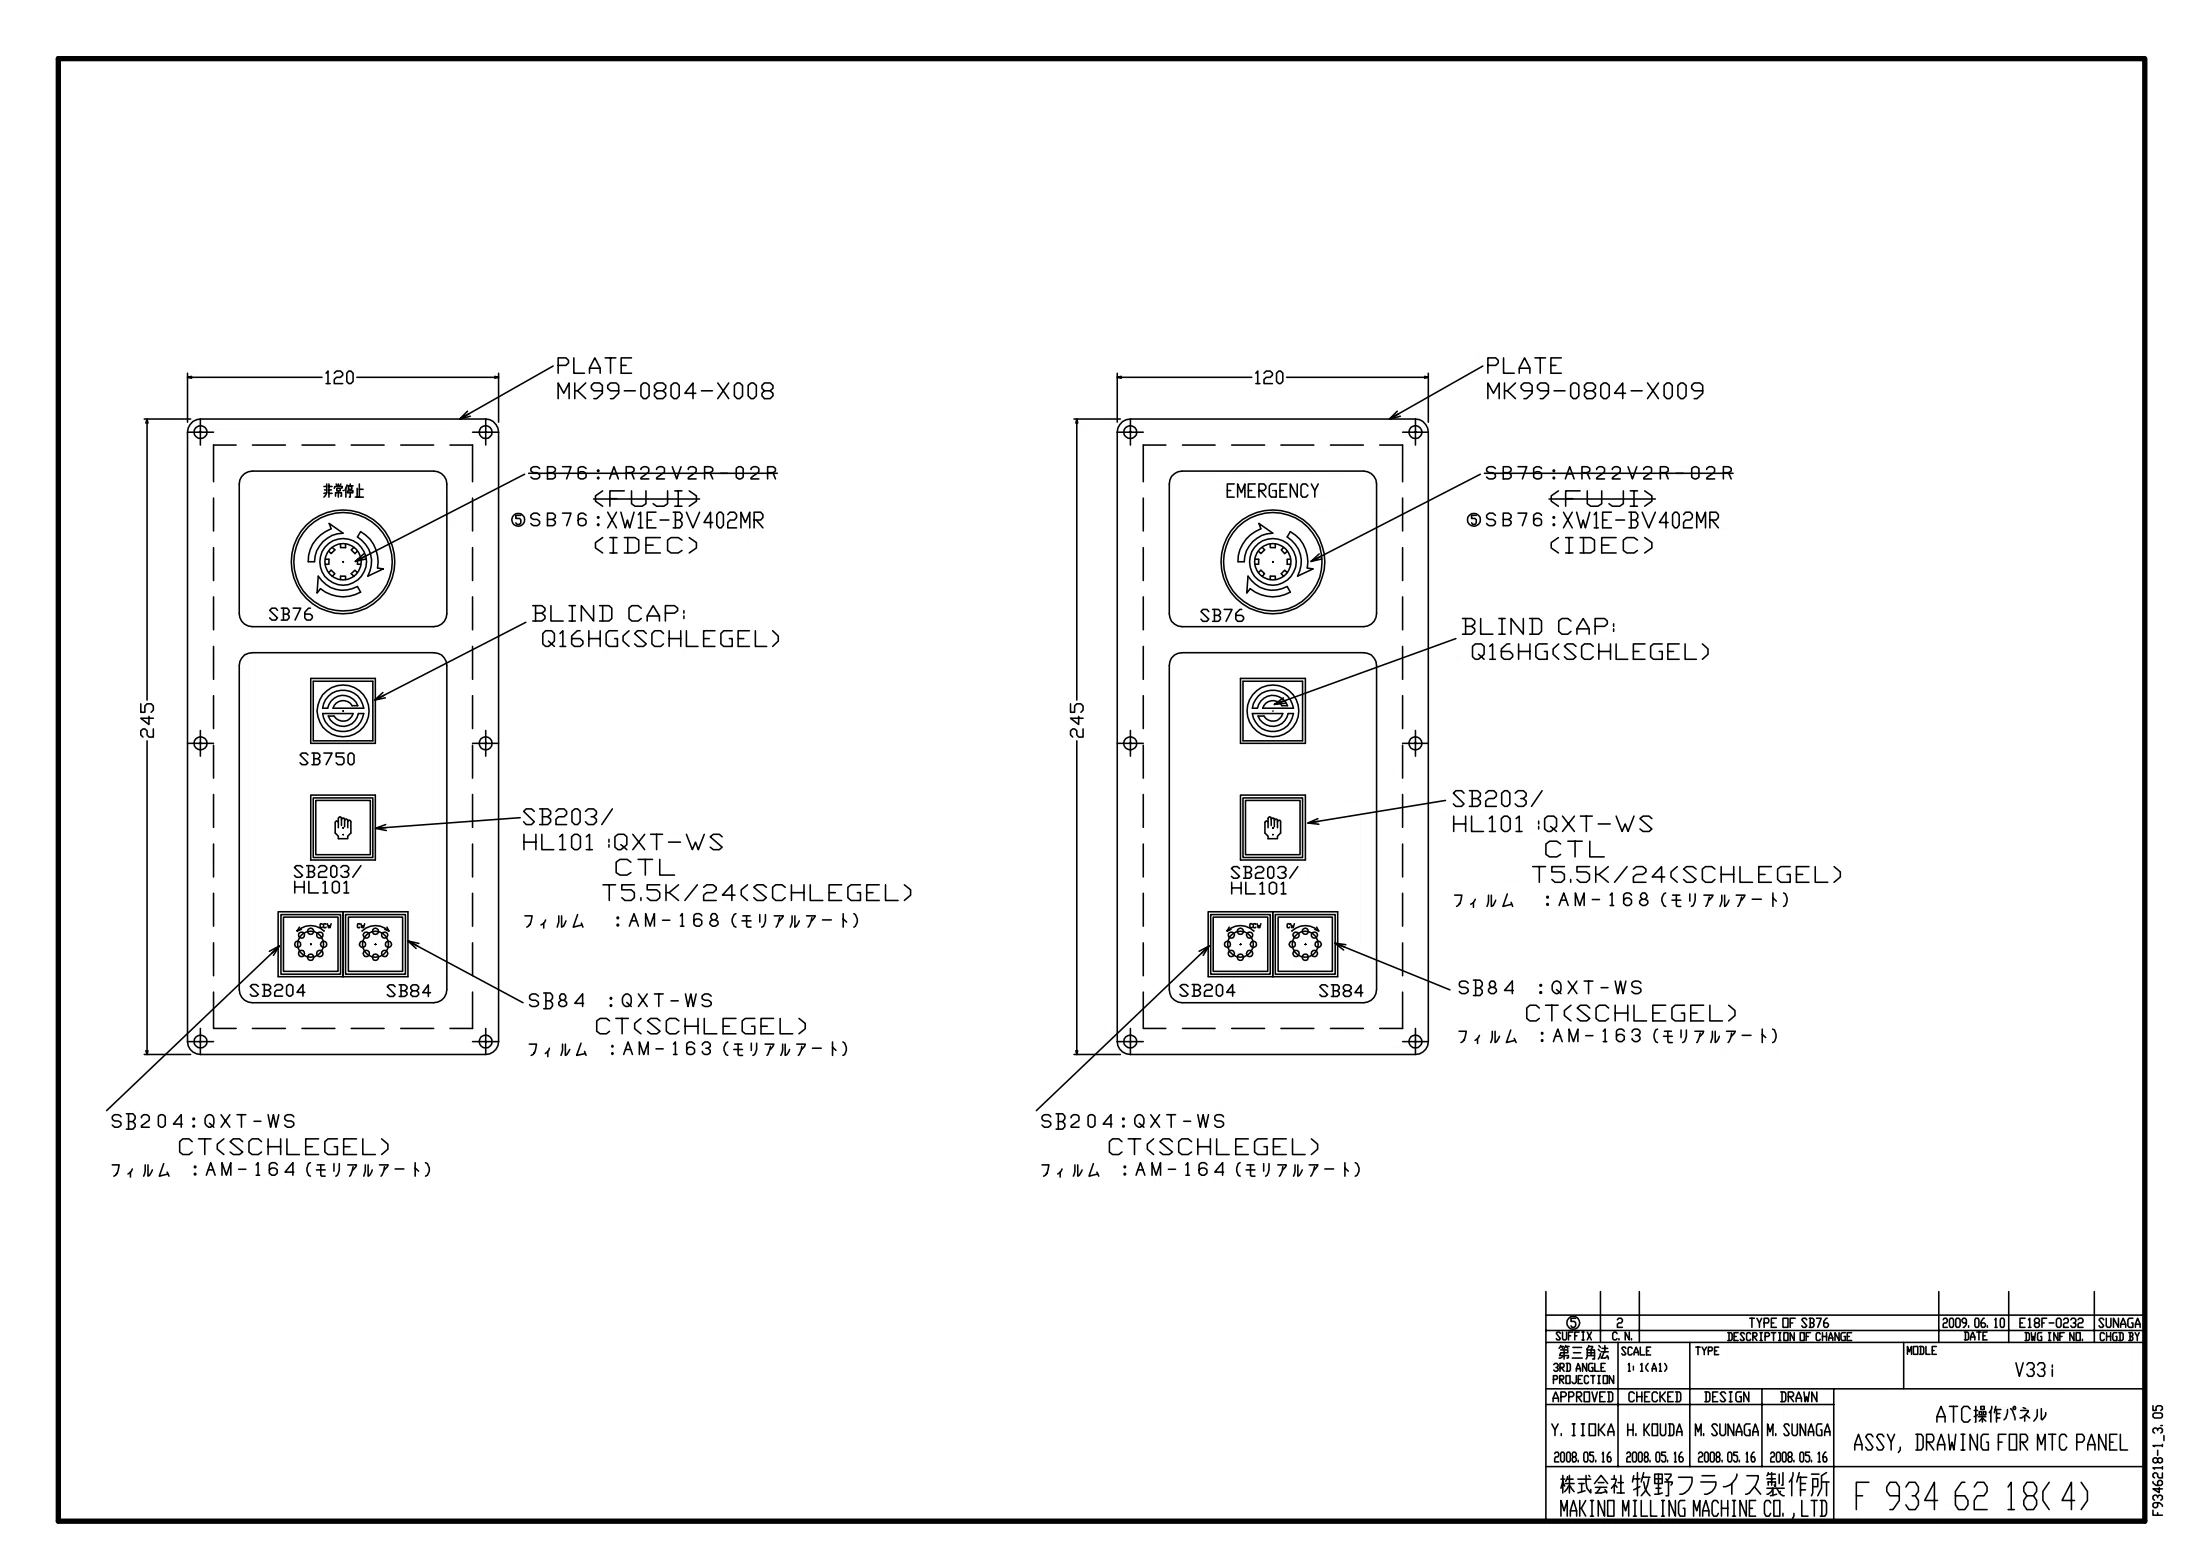 120
PLATE
MK99-0804-X008
245
非常停止
SB76
SB76:AR22V2R-02R
(FUJI)
⑤SB76:XW1E-BV402MR
(IDEC)
BLIND CAP:
Q16HG(SCHLEGEL)
SB750
SB203/
HL101
SB203/
HL101:QXT-WS
CTL
T5.5K/24(SCHLEGEL)
フィルム :AM-168(モリアルアート)
CCW
CW
SB204
SB84
SB84 :QXT-WS
CT(SCHLEGEL)
フィルム :AM-163(モリアルアート)
SB204:QXT-WS
CT(SCHLEGEL)
フィルム :AM-164(モリアルアート)
120
PLATE
MK99-0804-X009
245
EMERGENCY
SB76
SB76:AR22V2R-02R
(FUJI)
⑤SB76:XW1E-BV402MR
(IDEC)
BLIND CAP:
Q16HG(SCHLEGEL)
SB203/
HL101
SB203/
HL101:QXT-WS
CTL
T5.5K/24(SCHLEGEL)
フィルム :AM-168(モリアルアート)
CCW
CW
SB204
SB84
SB84 :QXT-WS
CT(SCHLEGEL)
フィルム :AM-163(モリアルアート)
SB204:QXT-WS
CT(SCHLEGEL)
フィルム :AM-164(モリアルアート)
⑤ 2 TYPE OF SB76 2009.06.10 E18F-0232 SUNAGA
SUFFIX C.N. DESCRIPTION OF CHANGE DATE DWG INF NO. CHGD BY
第三角法
3RD ANGLE
PROJECTION
SCALE
1:1(A1)
TYPE
MODLE
V33i
APPROVED CHECKED DESIGN DRAWN
Y.IIOKA H.KOUDA M.SUNAGA M.SUNAGA
2008.05.16 2008.05.16 2008.05.16 2008.05.16
ATC操作パネル
ASSY, DRAWING FOR MTC PANEL
株式会社 牧野フライス製作所
MAKINO MILLING MACHINE CO.,LTD
F 934 62 18(4)
F9346218-1_3.05